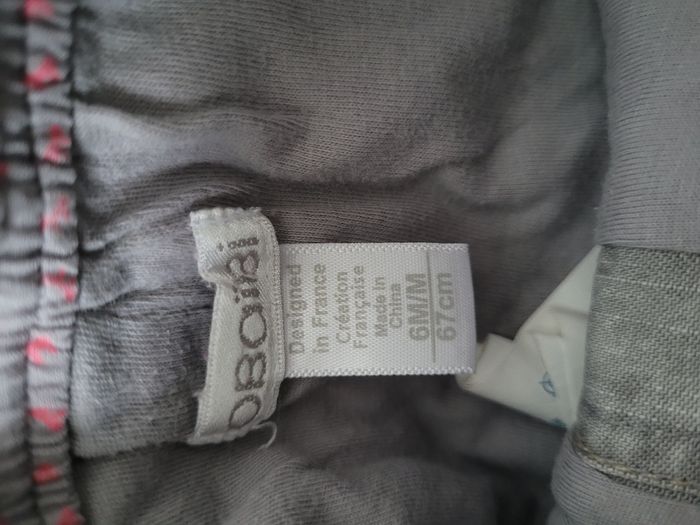 OBaïBi
Designed
in France
Création
Française
Made in
China
6M/M
67cm